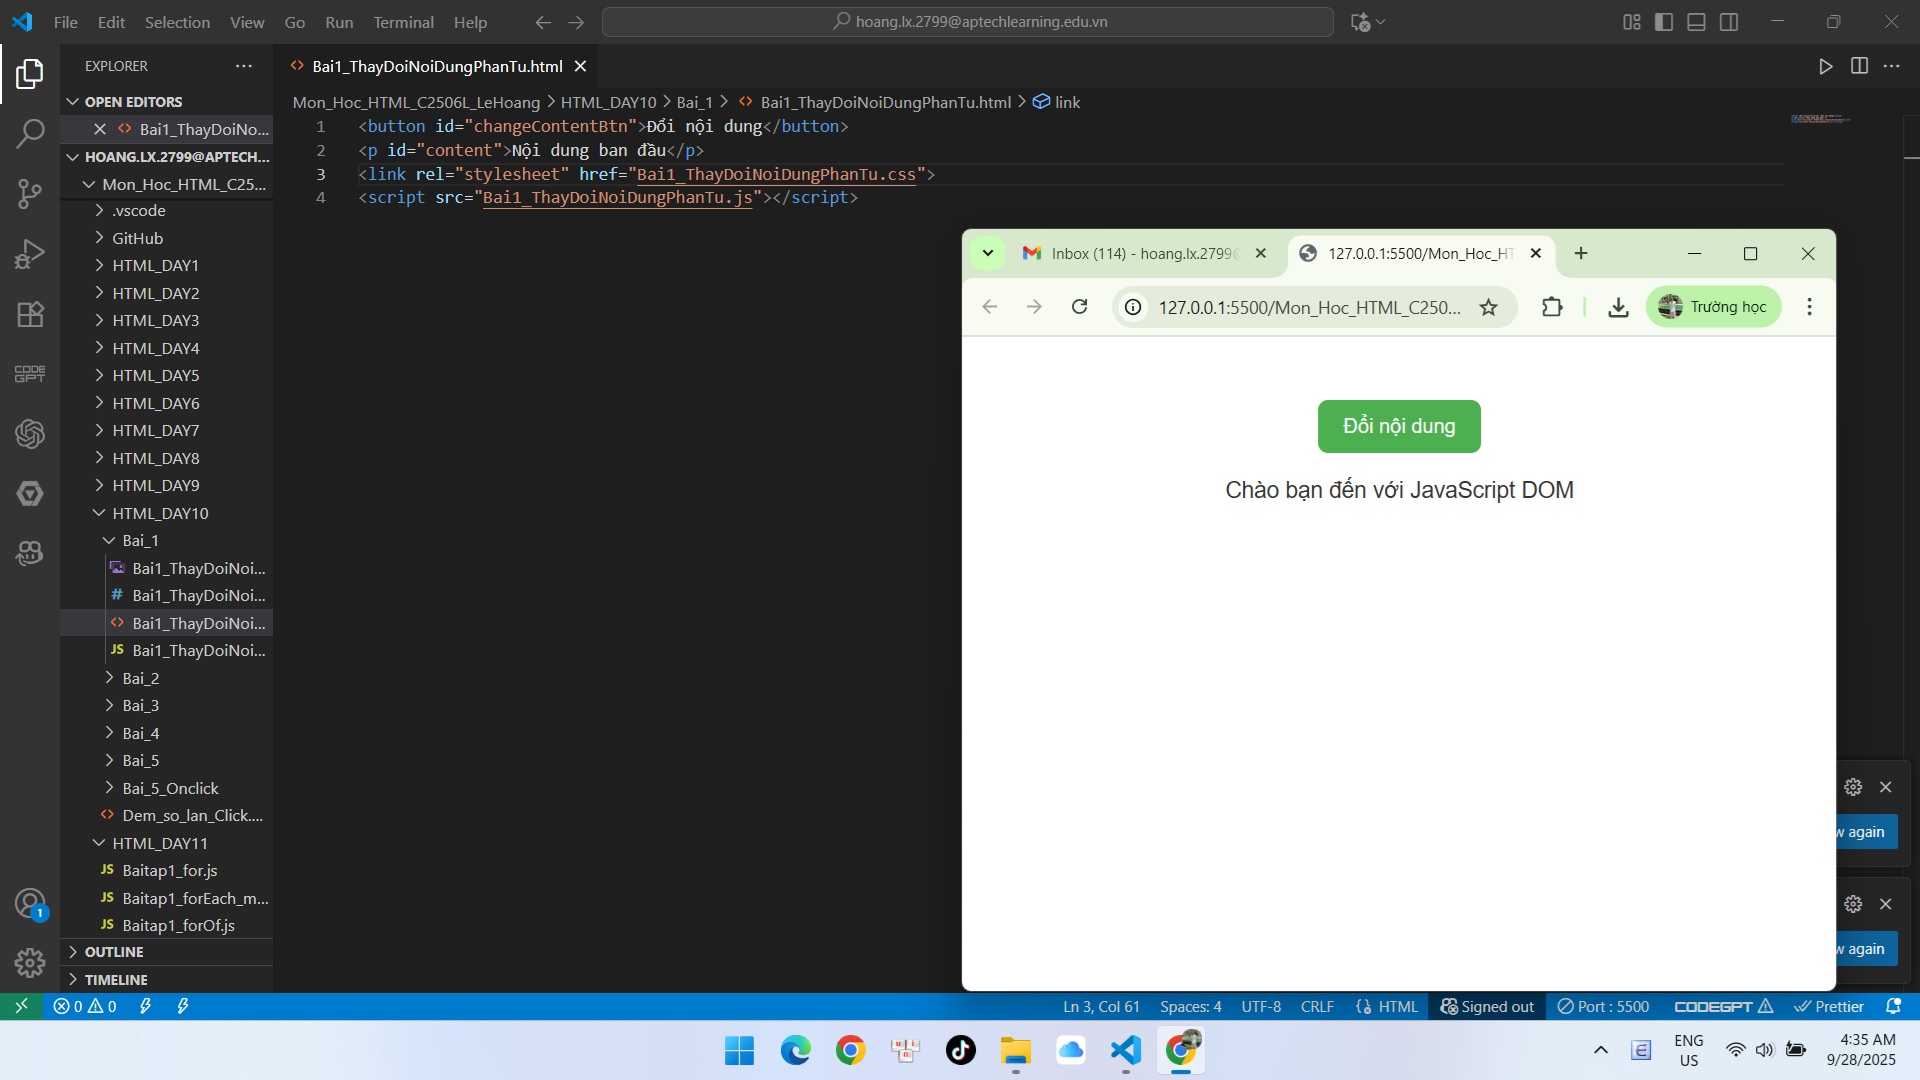 File Edit Selection View Go Run Terminal Help
hoang.lx.2799@aptechlearning.edu.vn
EXPLORER
Bai1_ThayDoiNoiDungPhanTu.html
OPEN EDITORS
Bai1_ThayDoiNo...
HOANG.LX.2799@APTECH...
Mon_Hoc_HTML_C25...
.vscode
GitHub
HTML_DAY1
HTML_DAY2
HTML_DAY3
HTML_DAY4
HTML_DAY5
HTML_DAY6
HTML_DAY7
HTML_DAY8
HTML_DAY9
HTML_DAY10
Bai_1
Bai1_ThayDoiNoi...
Bai1_ThayDoiNoi...
Bai1_ThayDoiNoi...
JS Bai1_ThayDoiNoi...
Bai_2
Bai_3
Bai_4
Bai_5
Bai_5_Onclick
Dem_so_lan_Click....
HTML_DAY11
JS Baitap1_for.js
JS Baitap1_forEach_m...
JS Baitap1_forOf.js
OUTLINE
TIMELINE
CODE GPT
1
Mon_Hoc_HTML_C2506L_LeHoang > HTML_DAY10 > Bai_1 > Bai1_ThayDoiNoiDungPhanTu.html > link
1 <button id="changeContentBtn">Đổi nội dung</button>
2 <p id="content">Nội dung ban đầu</p>
3 <link rel="stylesheet" href="Bai1_ThayDoiNoiDungPhanTu.css">
4 <script src="Bai1_ThayDoiNoiDungPhanTu.js"></script>
Inbox (114) - hoang.lx.2799
127.0.0.1:5500/Mon_Hoc_HT
127.0.0.1:5500/Mon_Hoc_HTML_C250...
Trường học
Đổi nội dung
Chào bạn đến với JavaScript DOM
again
again
0 0
Ln 3, Col 61 Spaces: 4 UTF-8 CRLF HTML Signed out Port : 5500 CODEGPT Prettier
ENG
US
4:35 AM
9/28/2025